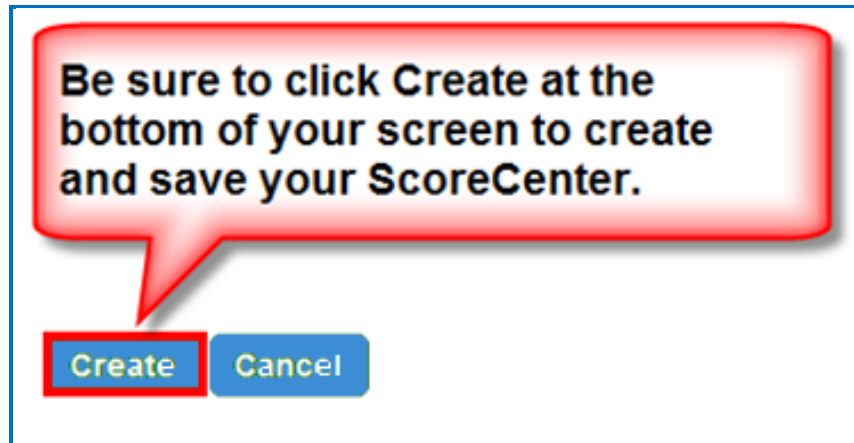 Be sure to click Create at the
bottom of your screen to create
and save your ScoreCenter.
Create Cancel